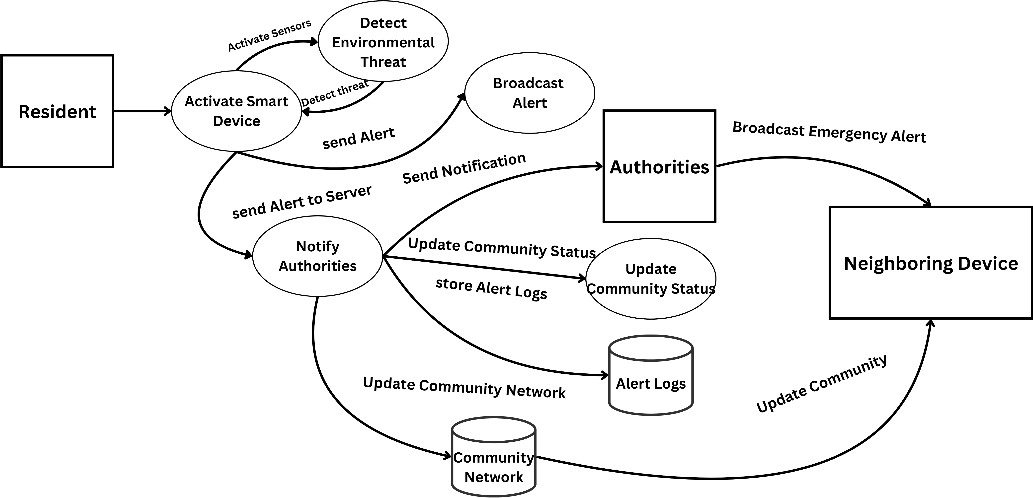 Activate Sensors
Detect
Environmental
Threat
Resident
Activate Smart
Device
Detect threat
Broadcast
Alert
send Alert
Send Notification
Authorities
Broadcast Emergency Alert
send Alert to Server
Notify
Authorities
Update Community Status
Update
Community Status
Neighboring Device
store Alert Logs
Alert Logs
Update Community Network
Update Community
Community
Network